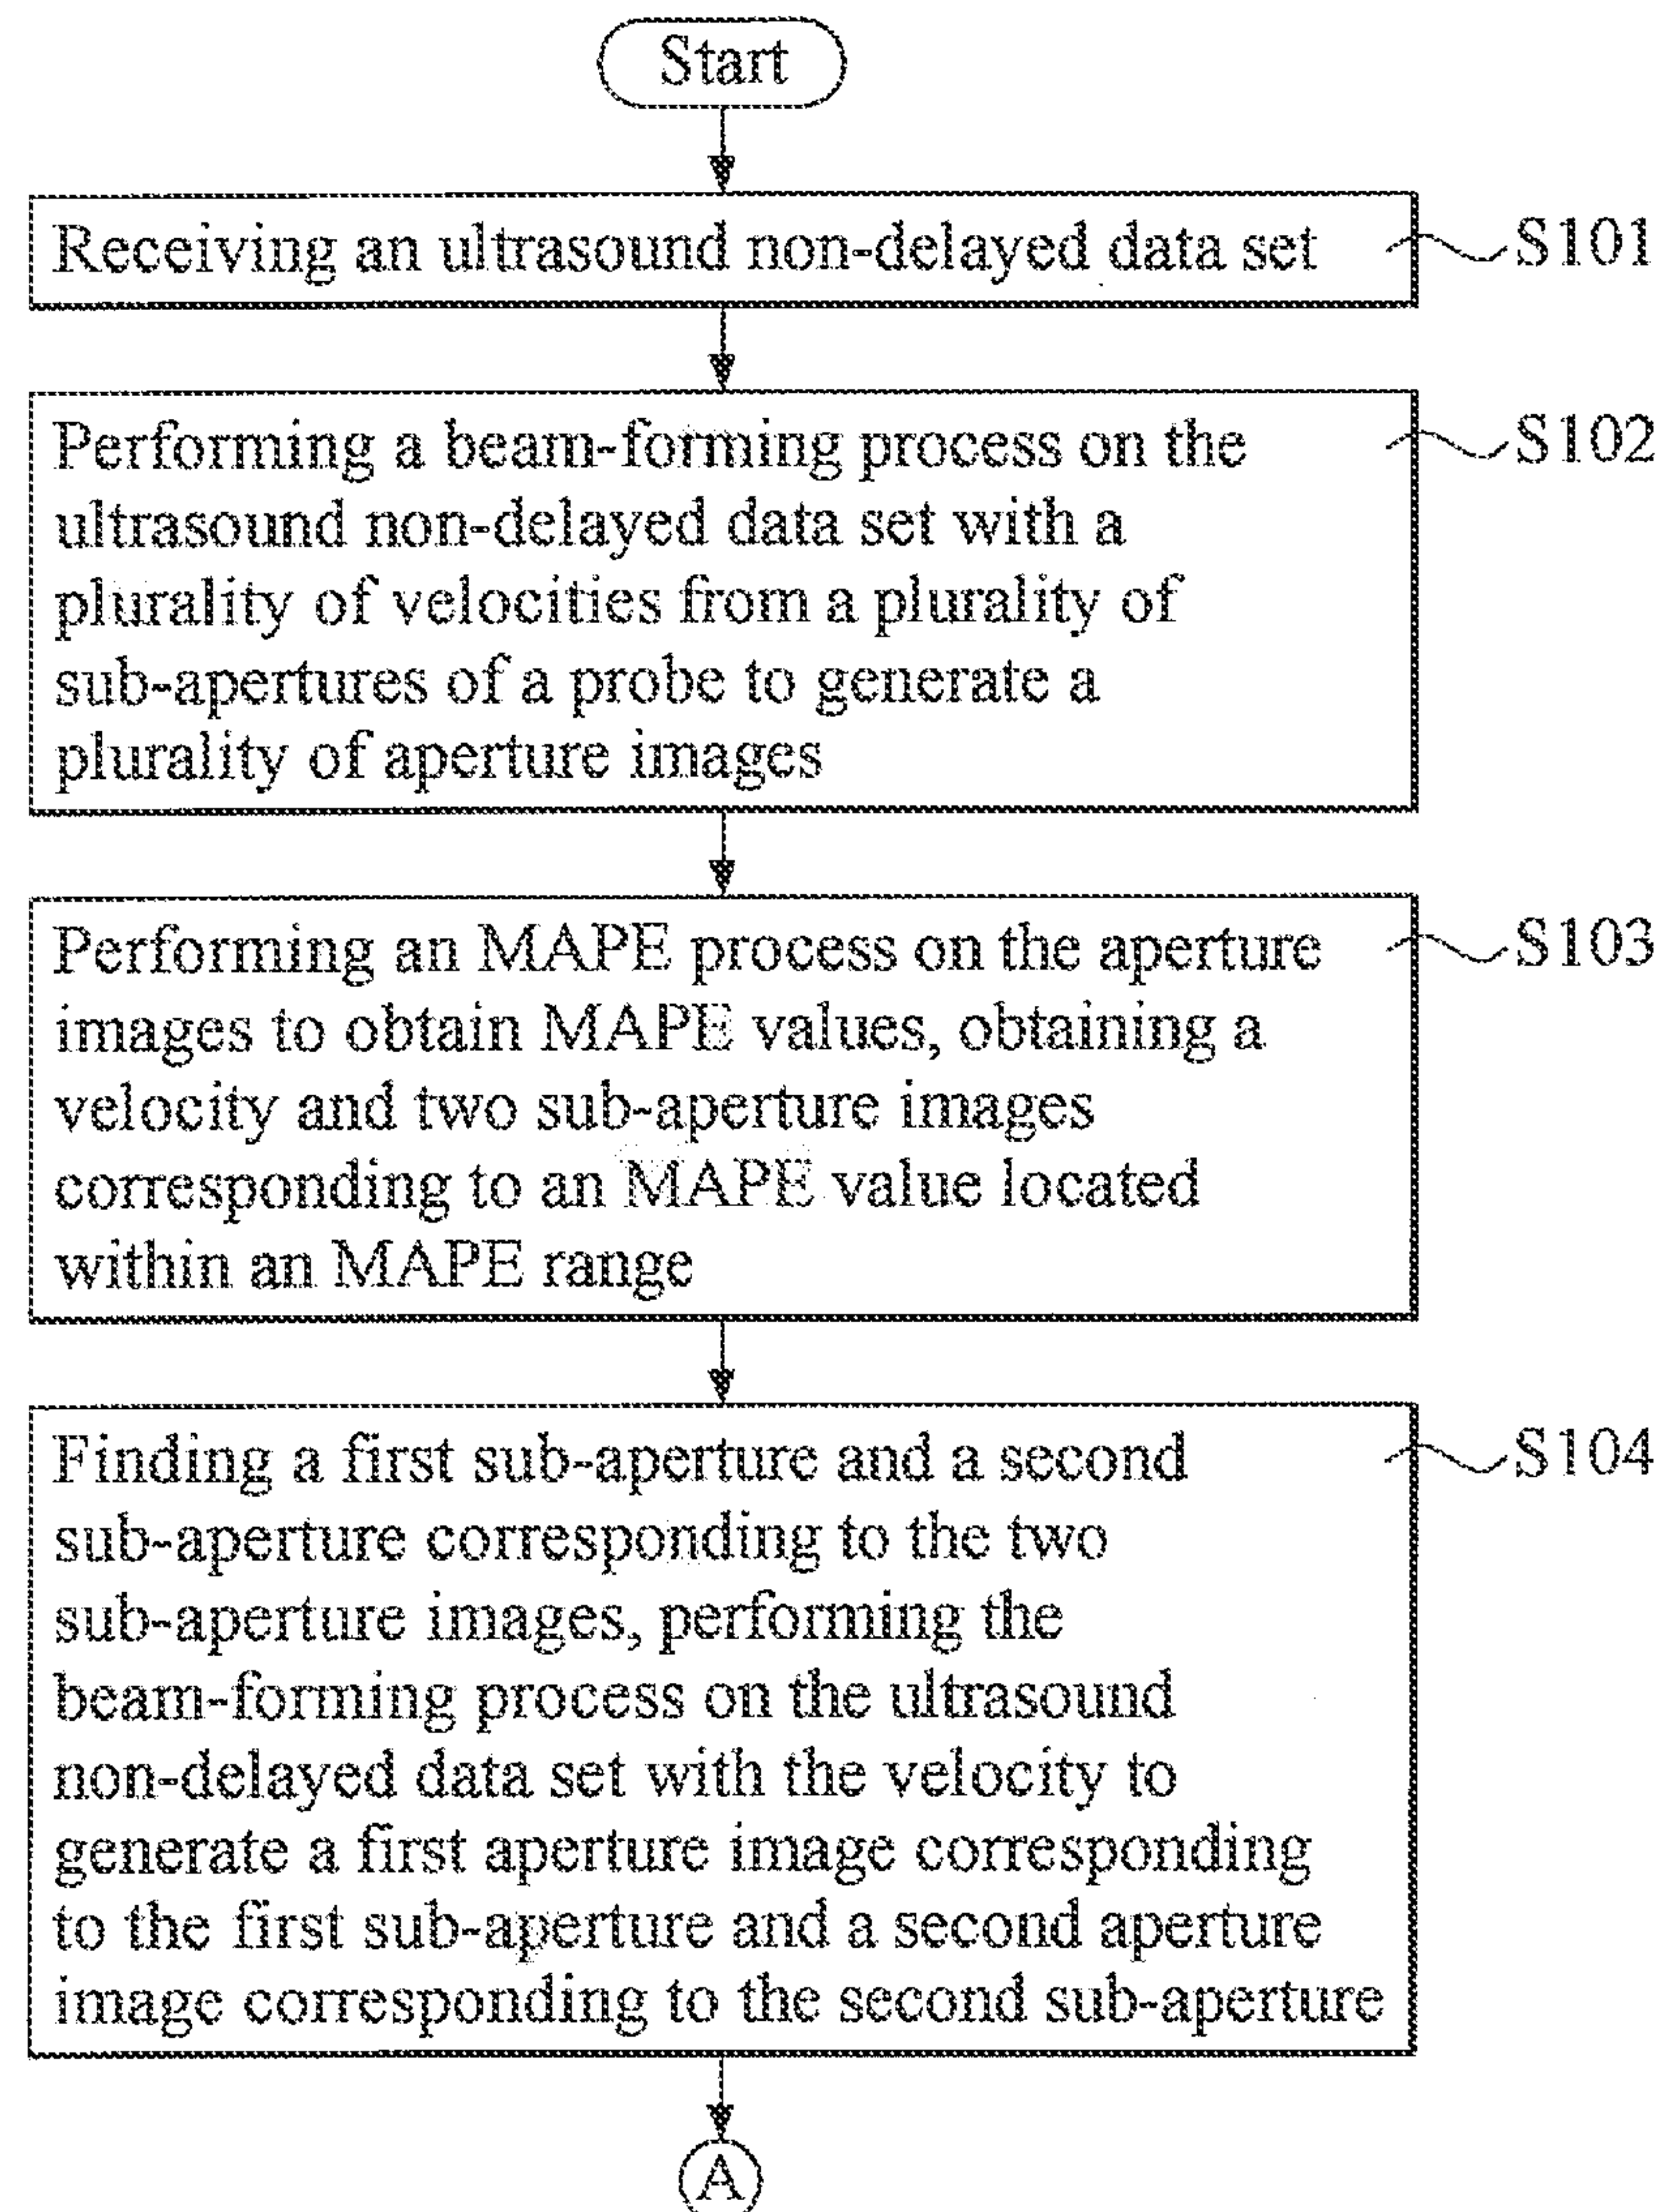 Start
Receiving an ultrasound non-delayed data set
S101
Performing a beam-forming process on the
ultrasound non-delayed data set with a
plurality of velocities from a plurality of
sub-apertures of a probe to generate a
plurality of aperture images
S102
Performing an MAPE process on the aperture
images to obtain MAPE values, obtaining a
velocity and two sub-aperture images
corresponding to an MAPE value located
within an MAPE range
S103
Finding a first sub-aperture and a second
sub-aperture corresponding to the two
sub-aperture images, performing the
beam-forming process on the ultrasound
non-delayed data set with the velocity to
generate a first aperture image corresponding
to the first sub-aperture and a second aperture
image corresponding to the second sub-aperture
S104
A